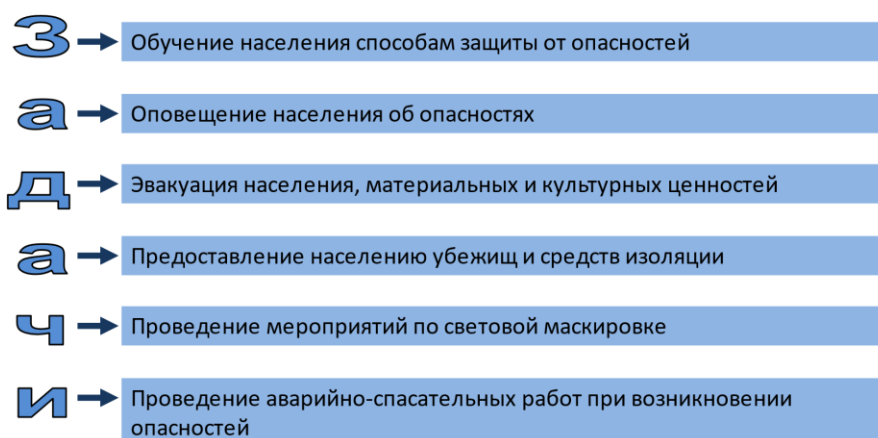 З Обучение населения способам защиты от опасностей
а Оповещение населения об опасностях
д Эвакуация населения, материальных и культурных ценностей
а Предоставление населению убежищ и средств изоляции
ч Проведение мероприятий по световой маскировке
и Проведение аварийно-спасательных работ при возникновении
опасностей